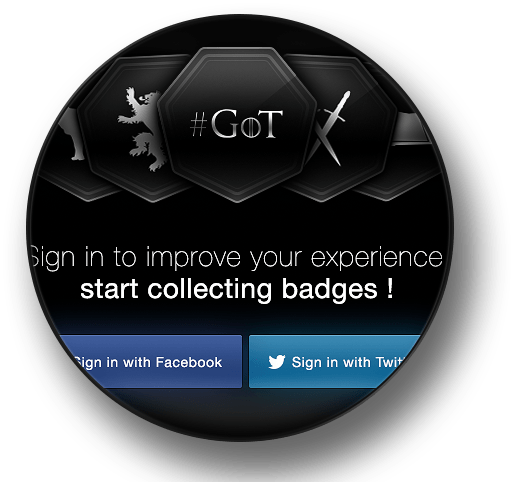 #GoT
Sign in to improve your experience
start collecting badges !
Sign in with Facebook
Sign in with Twit